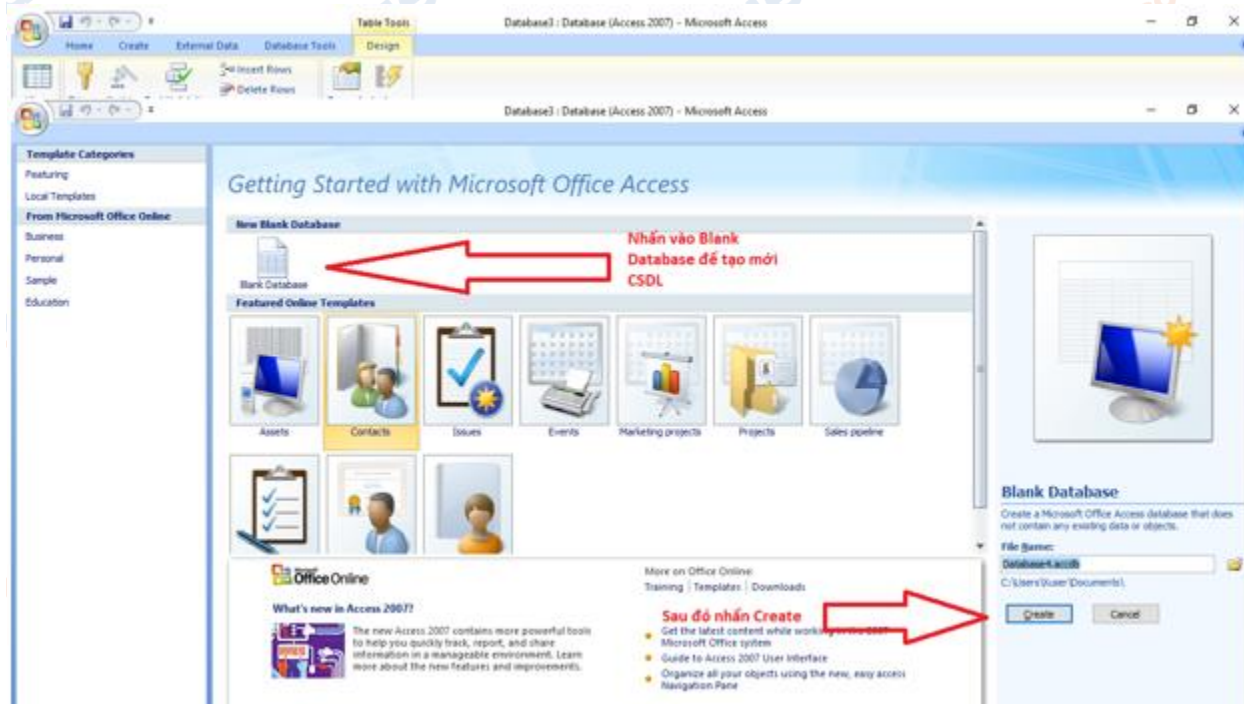 Table Tools
Database3 : Database (Access 2007) - Microsoft Access
Home Create External Data Database Tools Design
Insert Rows
Delete Rows
Database3 : Database (Access 2007) - Microsoft Access
Template Categories
Featuring
Local Templates
From Microsoft Office Online
Business
Personal
Sample
Education
Getting Started with Microsoft Office Access
New Blank Database
Blank Database
Nhấn vào Blank
Database để tạo mới
CSDL
Featured Online Templates
Assets Contacts Issues Events Marketing projects Projects Sales pipeline
Office Online
What's new in Access 2007?
The new Access 2007 contains more powerful tools
to help you quickly track, report, and share
information in a manageable environment. Learn
more about the new features and improvements.
More on Office Online:
Training | Templates | Downloads
Sau đó nhấn Create
Get the latest content while working in the 2007
Microsoft Office system
Guide to Access 2007 User Interface
Organize all your objects using the new, easy access
Navigation Pane
Blank Database
Create a Microsoft Office Access database that does
not contain any existing data or objects.
File Name:
Database4.accdb
C:\Users\Xuser\Documents\
Create Cancel